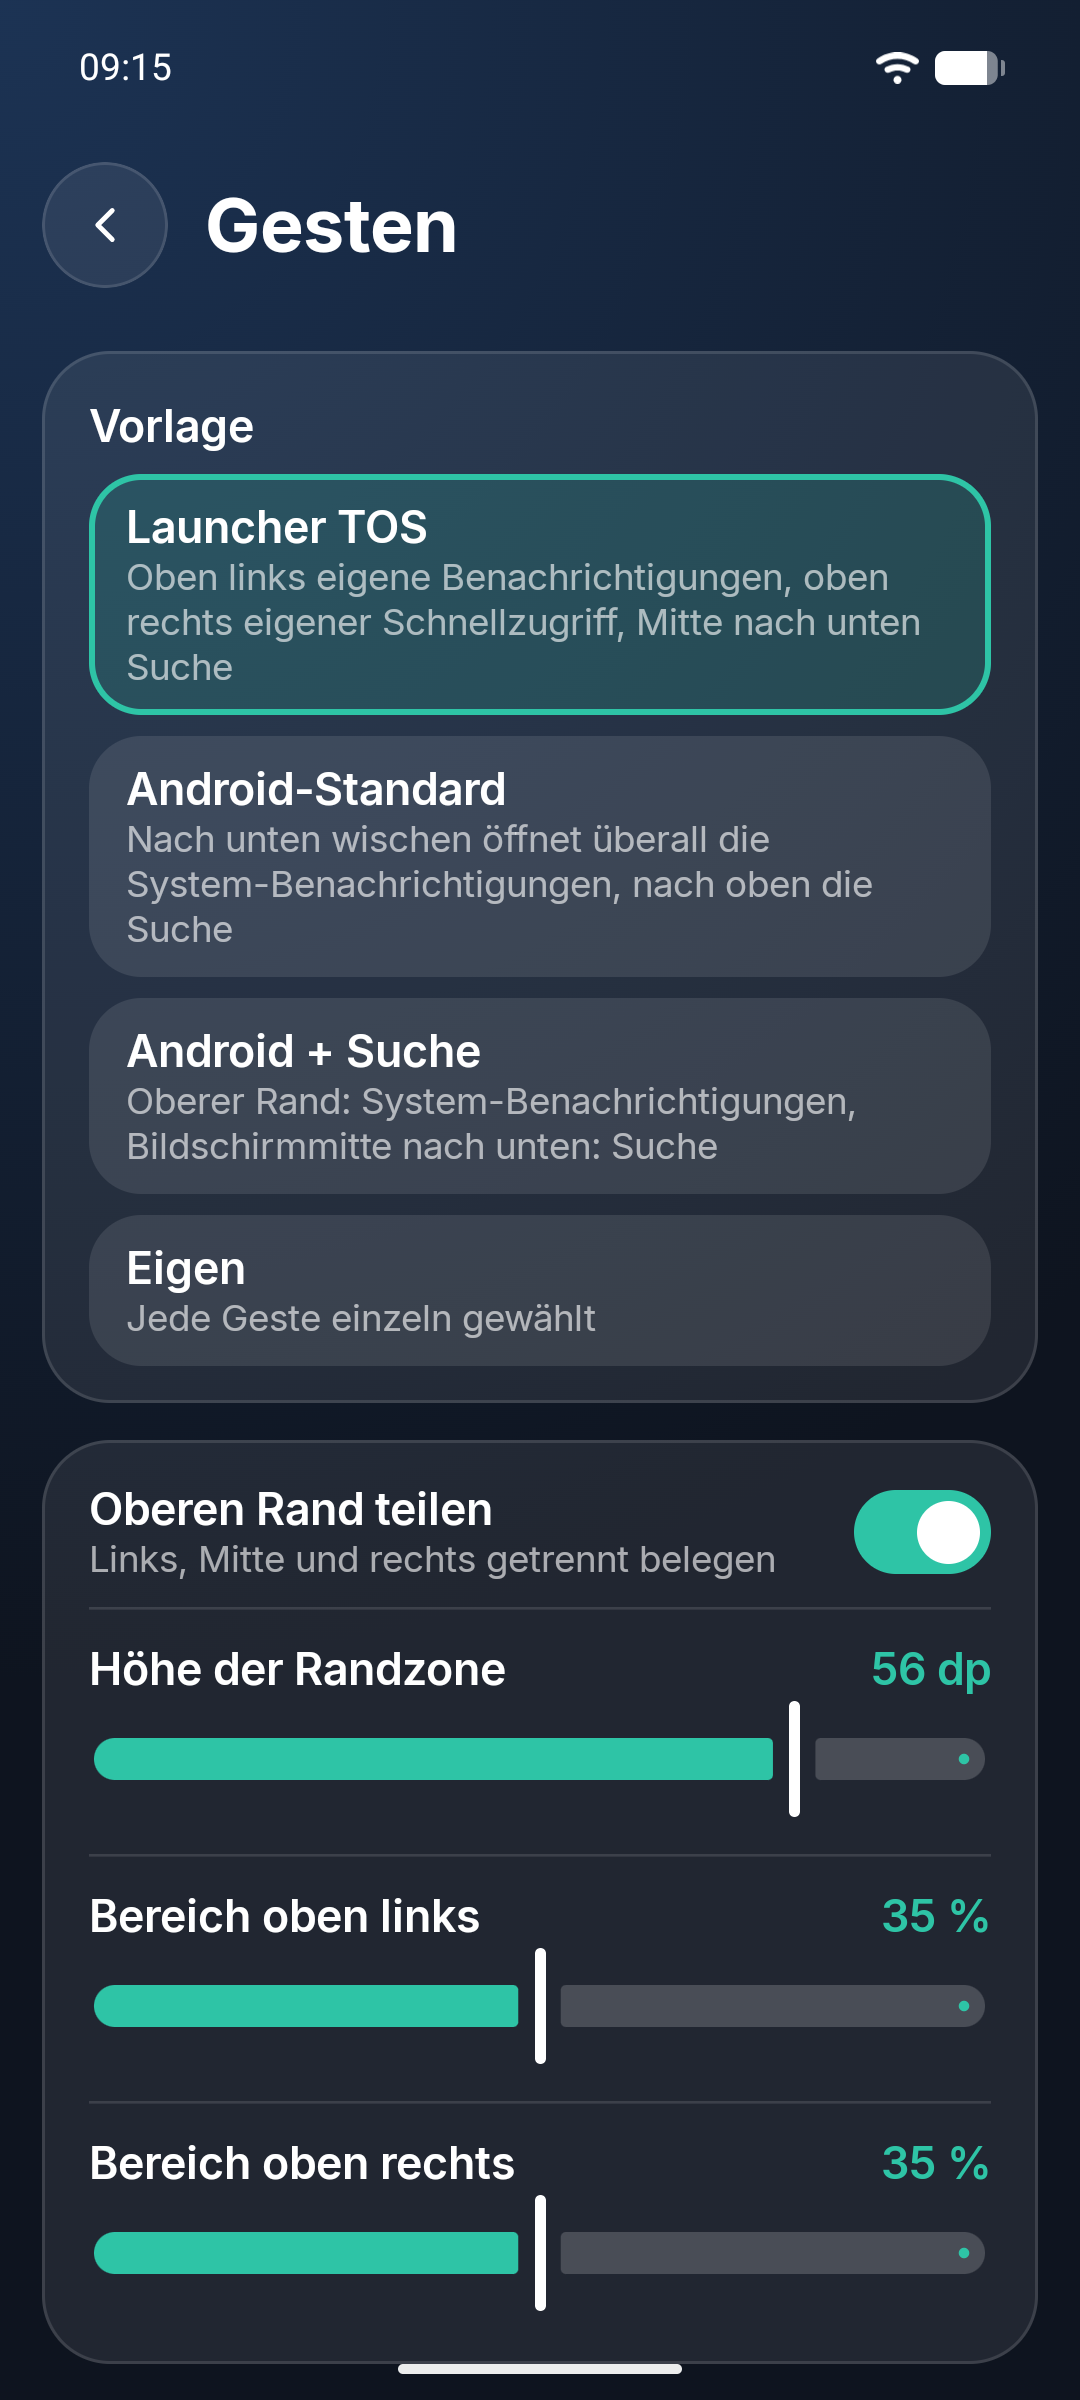 09:15
Gesten
Vorlage
Launcher TOS
Oben links eigene Benachrichtigungen, oben
rechts eigener Schnellzugriff, Mitte nach unten
Suche
Android-Standard
Nach unten wischen öffnet überall die
System-Benachrichtigungen, nach oben die
Suche
Android + Suche
Oberer Rand: System-Benachrichtigungen,
Bildschirmmitte nach unten: Suche
Eigen
Jede Geste einzeln gewählt
Oberen Rand teilen
Links, Mitte und rechts getrennt belegen
Höhe der Randzone 56 dp
Bereich oben links 35 %
Bereich oben rechts 35 %